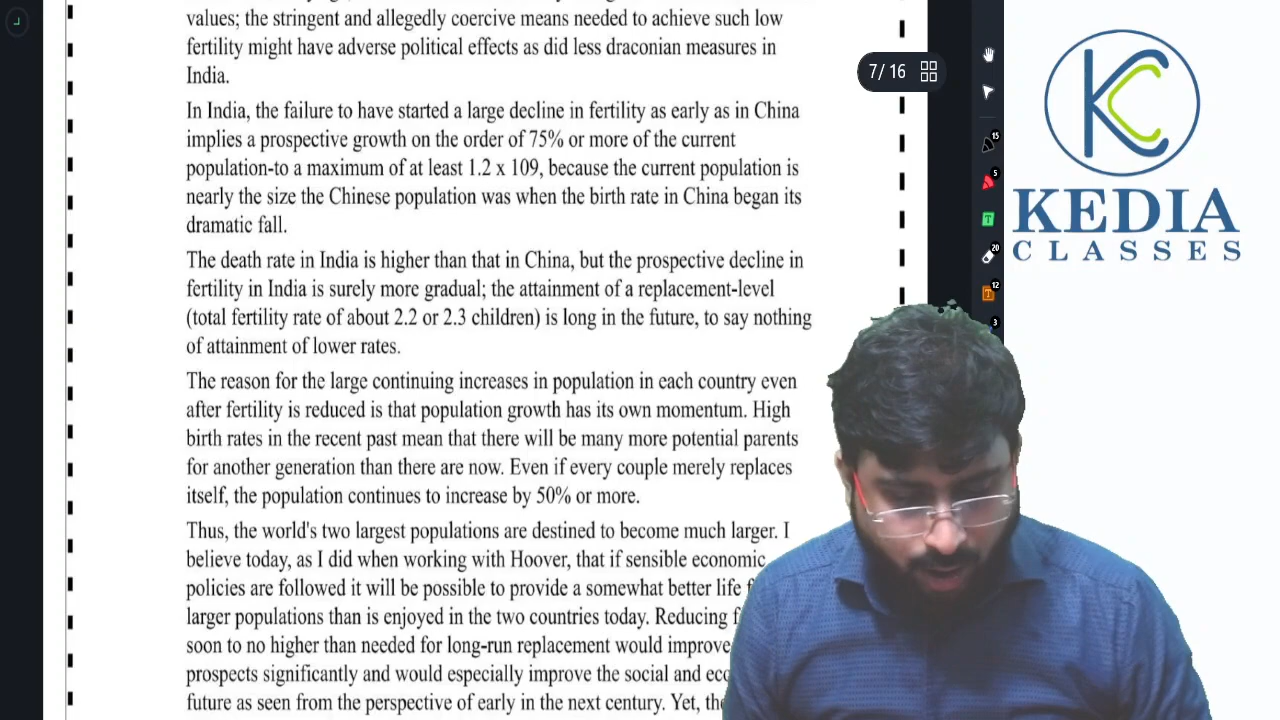 values; the stringent and allegedly coercive means needed to achieve such low
fertility might have adverse political effects as did less draconian measures in
India.
In India, the failure to have started a large decline in fertility as early as in China
implies a prospective growth on the order of 75% or more of the current
population-to a maximum of at least 1.2 x 109, because the current population is
nearly the size the Chinese population was when the birth rate in China began its
dramatic fall.
The death rate in India is higher than that in China, but the prospective decline in
fertility in India is surely more gradual; the attainment of a replacement-level
(total fertility rate of about 2.2 or 2.3 children) is long in the future, to say nothing
of attainment of lower rates.
The reason for the large continuing increases in population in each country even
after fertility is reduced is that population growth has its own momentum. High
birth rates in the recent past mean that there will be many more potential parents
for another generation than there are now. Even if every couple merely replaces
itself, the population continues to increase by 50% or more.
Thus, the world's two largest populations are destined to become much larger. I
believe today, as I did when working with Hoover, that if sensible economic
policies are followed it will be possible to provide a somewhat better life
larger populations than is enjoyed in the two countries today. Reducing
soon to no higher than needed for long-run replacement would improve
prospects significantly and would especially improve the social and
future as seen from the perspective of early in the next century. Yet,
7/ 16
15
5
T
20
T
12
3
KC
KEDIA
CLASSES